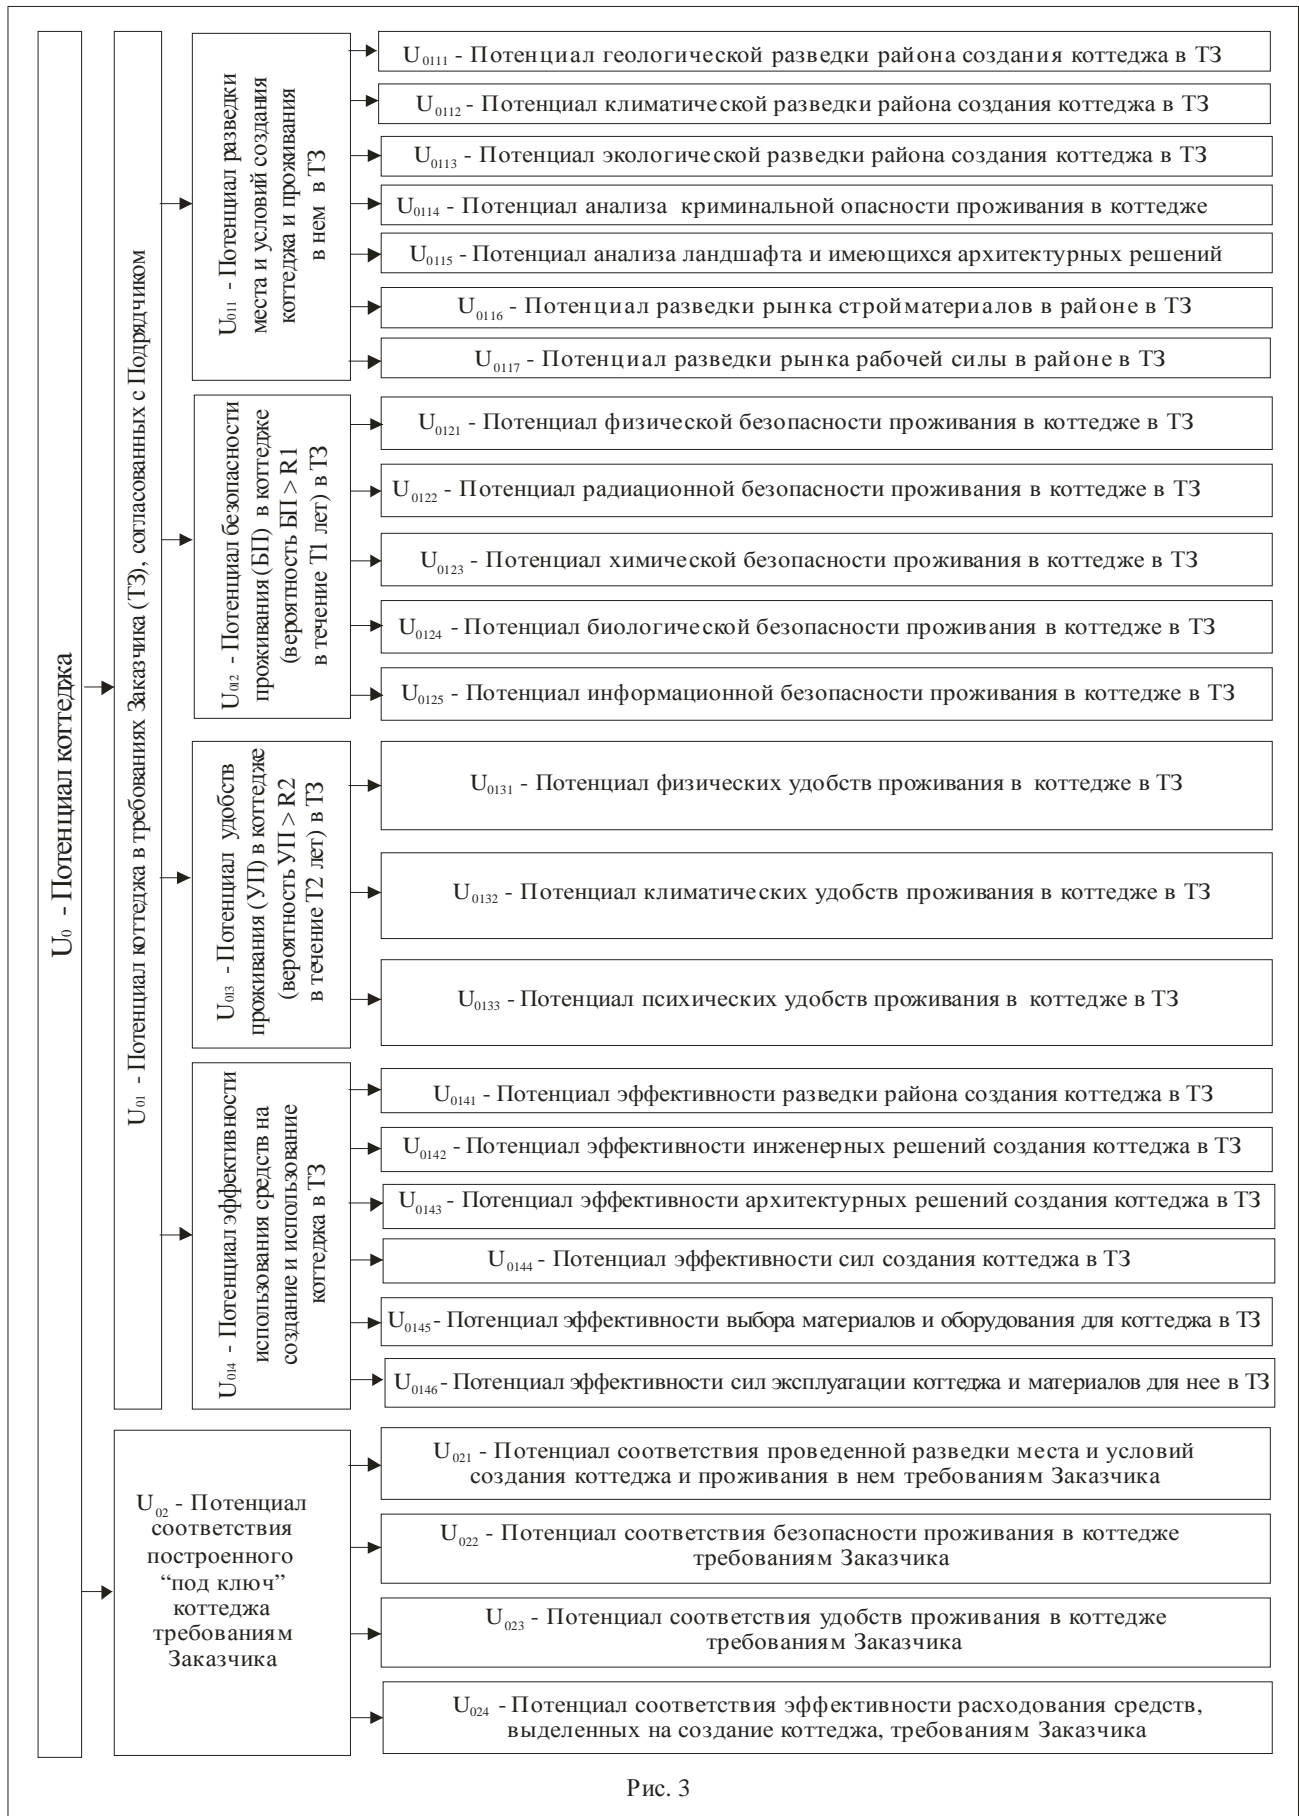 U₀ - Потенциал коттеджа
U₀₁ - Потенциал коттеджа в требованиях Заказчика (ТЗ), согласованных с Подрядчиком
U₀₁₁ - Потенциал разведки
места и условий создания
коттеджа и проживания
в нем в ТЗ
U₀₁₁₁ - Потенциал геологической разведки района создания коттеджа в ТЗ
U₀₁₁₂ - Потенциал климатической разведки района создания коттеджа в ТЗ
U₀₁₁₃ - Потенциал экологической разведки района создания коттеджа в ТЗ
U₀₁₁₄ - Потенциал анализа криминальной опасности проживания в коттедже
U₀₁₁₅ - Потенциал анализа ландшафта и имеющихся архитектурных решений
U₀₁₁₆ - Потенциал разведки рынка стройматериалов в районе в ТЗ
U₀₁₁₇ - Потенциал разведки рынка рабочей силы в районе в ТЗ
U₀₁₂ - Потенциал безопасности
проживания (БП) в коттедже
(вероятность БП > R1
в течение Т1 лет) в ТЗ
U₀₁₂₁ - Потенциал физической безопасности проживания в коттедже в ТЗ
U₀₁₂₂ - Потенциал радиационной безопасности проживания в коттедже в ТЗ
U₀₁₂₃ - Потенциал химической безопасности проживания в коттедже в ТЗ
U₀₁₂₄ - Потенциал биологической безопасности проживания в коттедже в ТЗ
U₀₁₂₅ - Потенциал информационной безопасности проживания в коттедже в ТЗ
U₀₁₃ - Потенциал удобств
проживания (УП) в коттедже
(вероятность УП > R2
в течение Т2 лет) в ТЗ
U₀₁₃₁ - Потенциал физических удобств проживания в коттедже в ТЗ
U₀₁₃₂ - Потенциал климатических удобств проживания в коттедже в ТЗ
U₀₁₃₃ - Потенциал психических удобств проживания в коттедже в ТЗ
U₀₁₄ - Потенциал эффективности
использования средств на
создание и использование
коттеджа в ТЗ
U₀₁₄₁ - Потенциал эффективности разведки района создания коттеджа в ТЗ
U₀₁₄₂ - Потенциал эффективности инженерных решений создания коттеджа в ТЗ
U₀₁₄₃ - Потенциал эффективности архитектурных решений создания коттеджа в ТЗ
U₀₁₄₄ - Потенциал эффективности сил создания коттеджа в ТЗ
U₀₁₄₅ - Потенциал эффективности выбора материалов и оборудования для коттеджа в ТЗ
U₀₁₄₆ - Потенциал эффективности сил эксплуатации коттеджа и материалов для нее в ТЗ
U₀₂ - Потенциал
соответствия
построенного
“под ключ”
коттеджа
требованиям
Заказчика
U₀₂₁ - Потенциал соответствия проведенной разведки места и условий
создания коттеджа и проживания в нем требованиям Заказчика
U₀₂₂ - Потенциал соответствия безопасности проживания в коттедже
требованиям Заказчика
U₀₂₃ - Потенциал соответствия удобств проживания в коттедже
требованиям Заказчика
U₀₂₄ - Потенциал соответствия эффективности расходования средств,
выделенных на создание коттеджа, требованиям Заказчика
Рис. 3